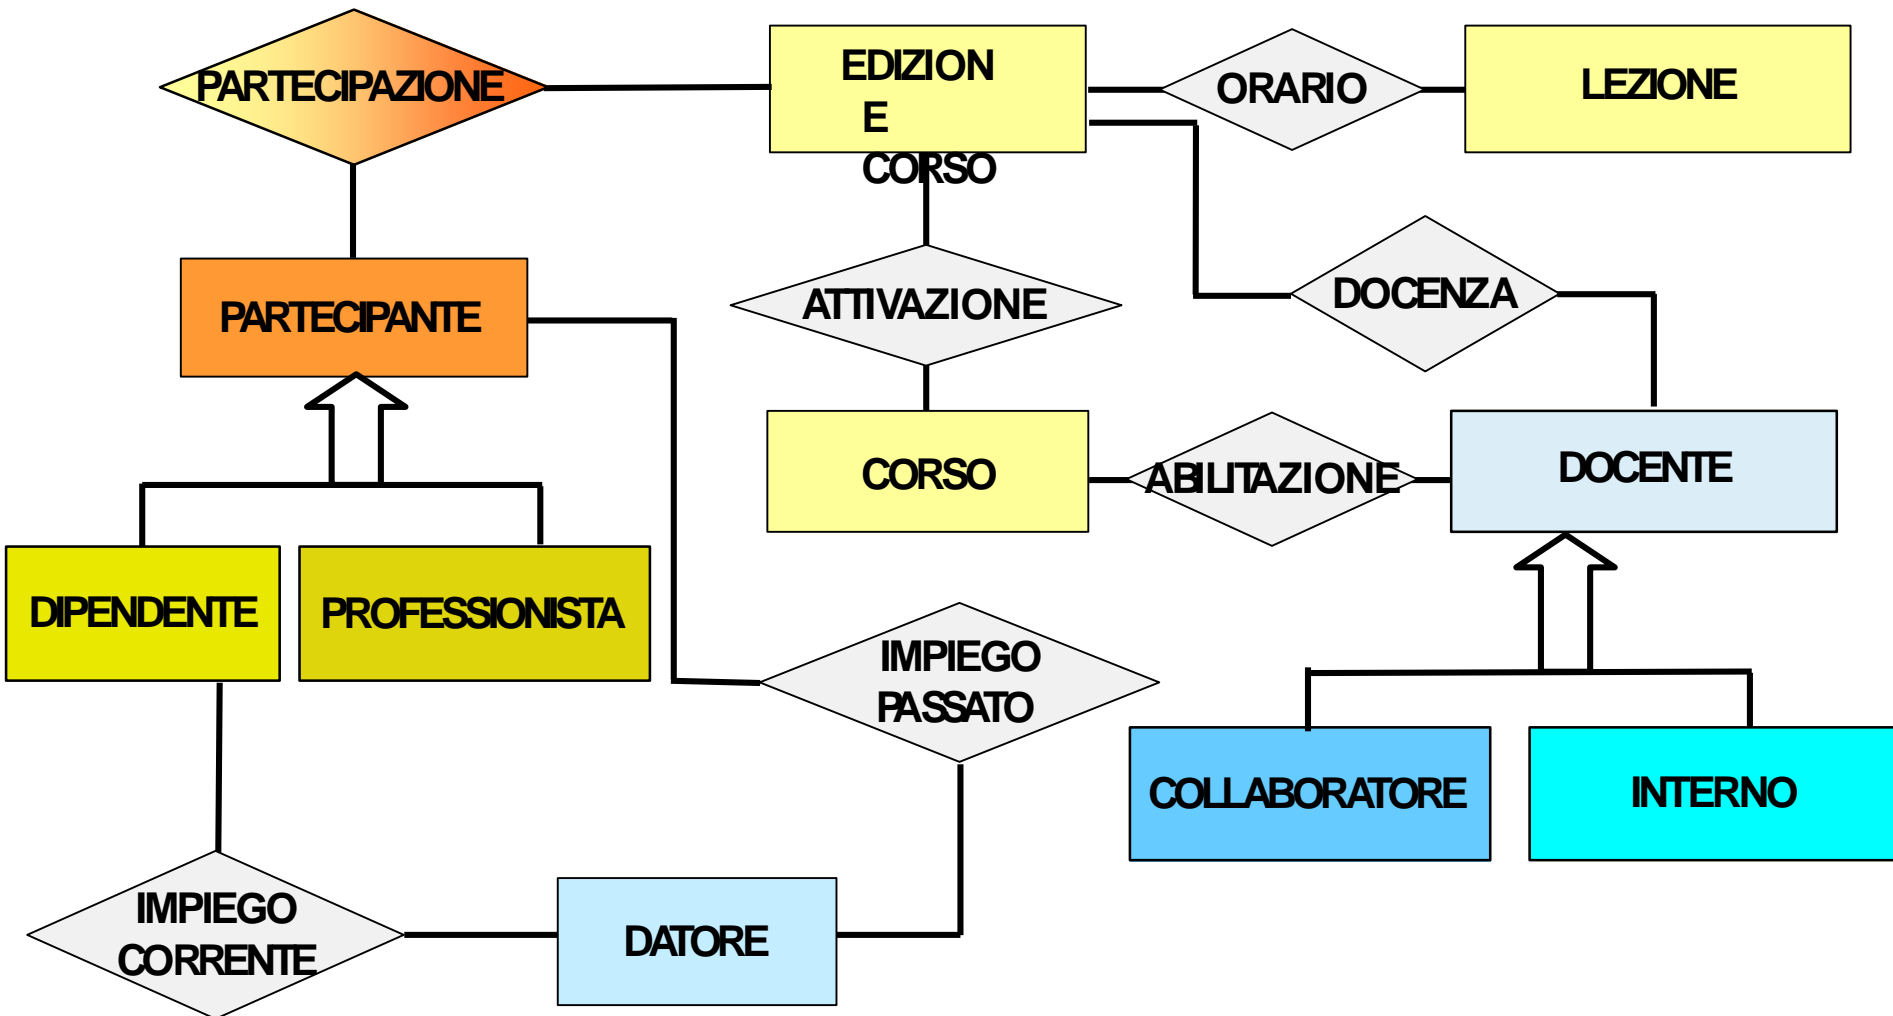 PARTECIPAZIONE
EDIZION
E
CORSO
ORARIO
LEZIONE
PARTECIPANTE
ATTIVAZIONE
DOCENZA
CORSO
ABILITAZIONE
DOCENTE
DIPENDENTE
PROFESSIONISTA
IMPIEGO
PASSATO
COLLABORATORE
INTERNO
IMPIEGO
CORRENTE
DATORE